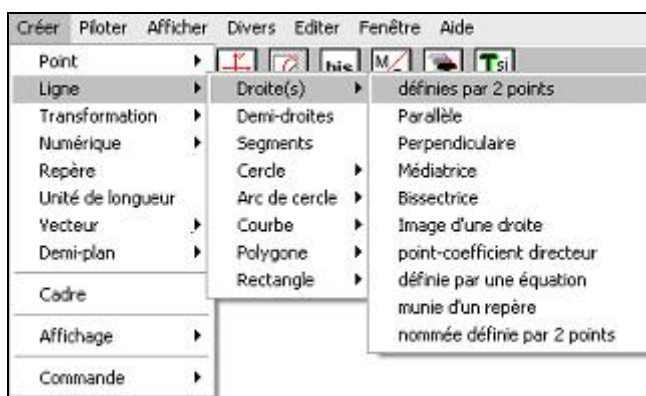 Créer Piloter Afficher Divers Editer Fenêtre Aide
bis M Tsi
Point
Ligne
Transformation
Numérique
Repère
Unité de longueur
Vecteur
Demi-plan
Cadre
Affichage
Commande
Droite(s)
Demi-droites
Segments
Cercle
Arc de cercle
Courbe
Polygone
Rectangle
définies par 2 points
Parallèle
Perpendiculaire
Médiatrice
Bissectrice
Image d'une droite
point-coefficient directeur
définie par une équation
munie d'un repère
nommée définie par 2 points